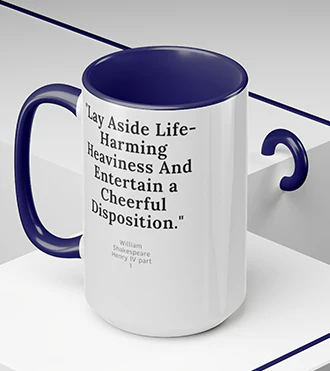 "Lay Aside Life-
Harming
Heaviness And
Entertain a
Cheerful
Disposition."
William
Shakespeare
Henry IV part
1